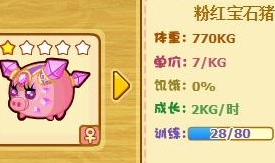 粉红宝石猪
体重: 770KG
单价: 7/KG
饥饿: 0%
成长: 2KG/时
训练: 28/80